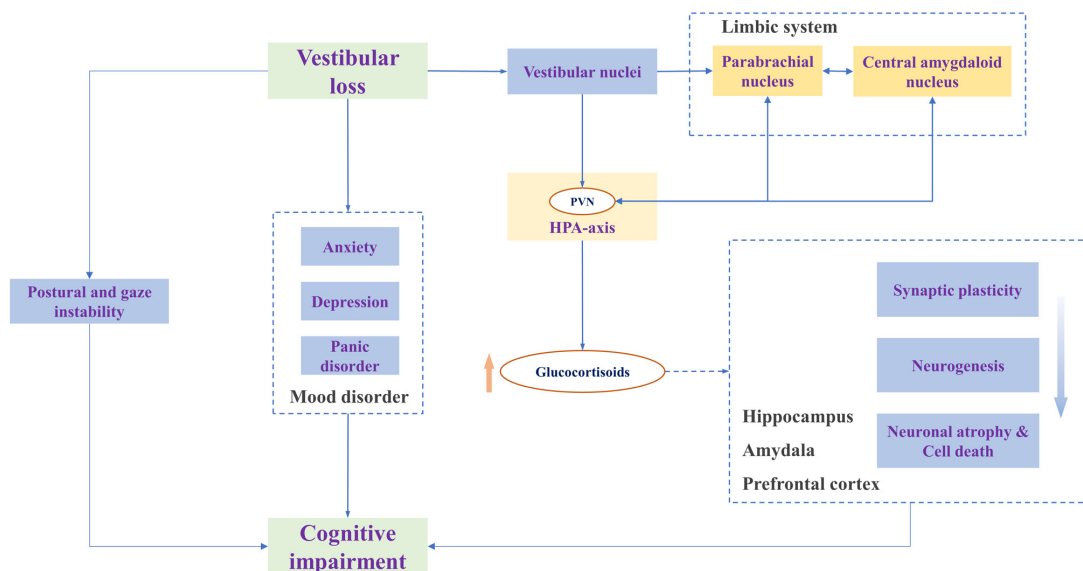 Limbic system
Vestibular
loss
Vestibular nuclei
Parabrachial
nucleus
Central amygdaloid
nucleus
PVN
HPA-axis
Anxiety
Depression
Panic
disorder
Mood disorder
Postural and gaze
instability
Glucocorticoids
Synaptic plasticity
Neurogenesis
Neuronal atrophy &
Cell death
Hippocampus
Amydala
Prefrontal cortex
Cognitive
impairment